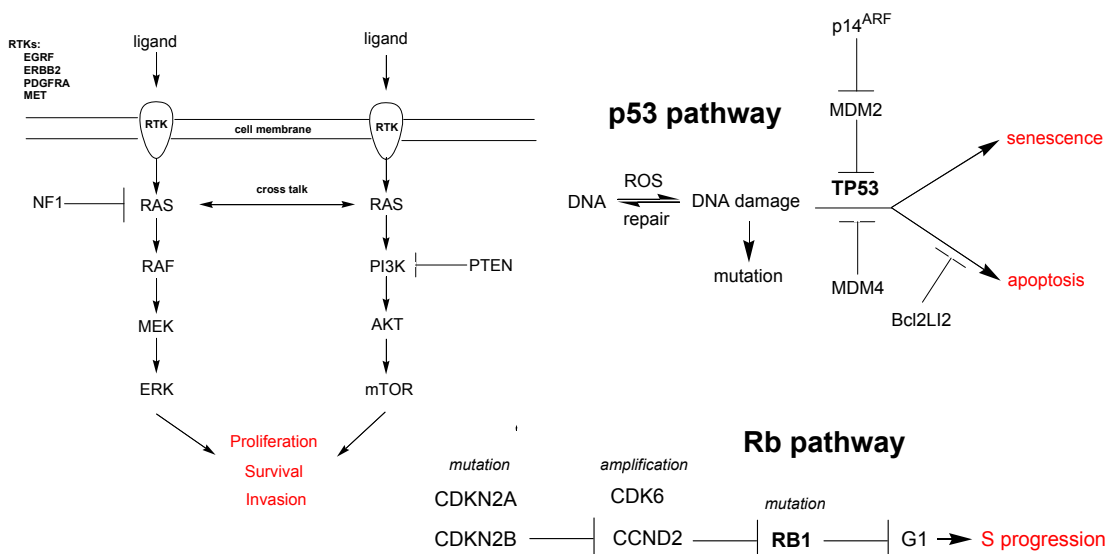 RTKs:
EGRF
ERBB2
PDGFRA
MET
ligand
ligand
RTK
cell membrane
RTK
NF1
RAS
cross talk
RAS
RAF
PI3K
PTEN
MEK
AKT
ERK
mTOR
Proliferation
Survival
Invasion
p53 pathway
p14ARF
MDM2
TP53
senescence
DNA
ROS
repair
DNA damage
mutation
MDM4
Bcl2LI2
apoptosis
Rb pathway
mutation
amplification
CDKN2A
CDK6
mutation
CDKN2B
CCND2
RB1
G1
S progression